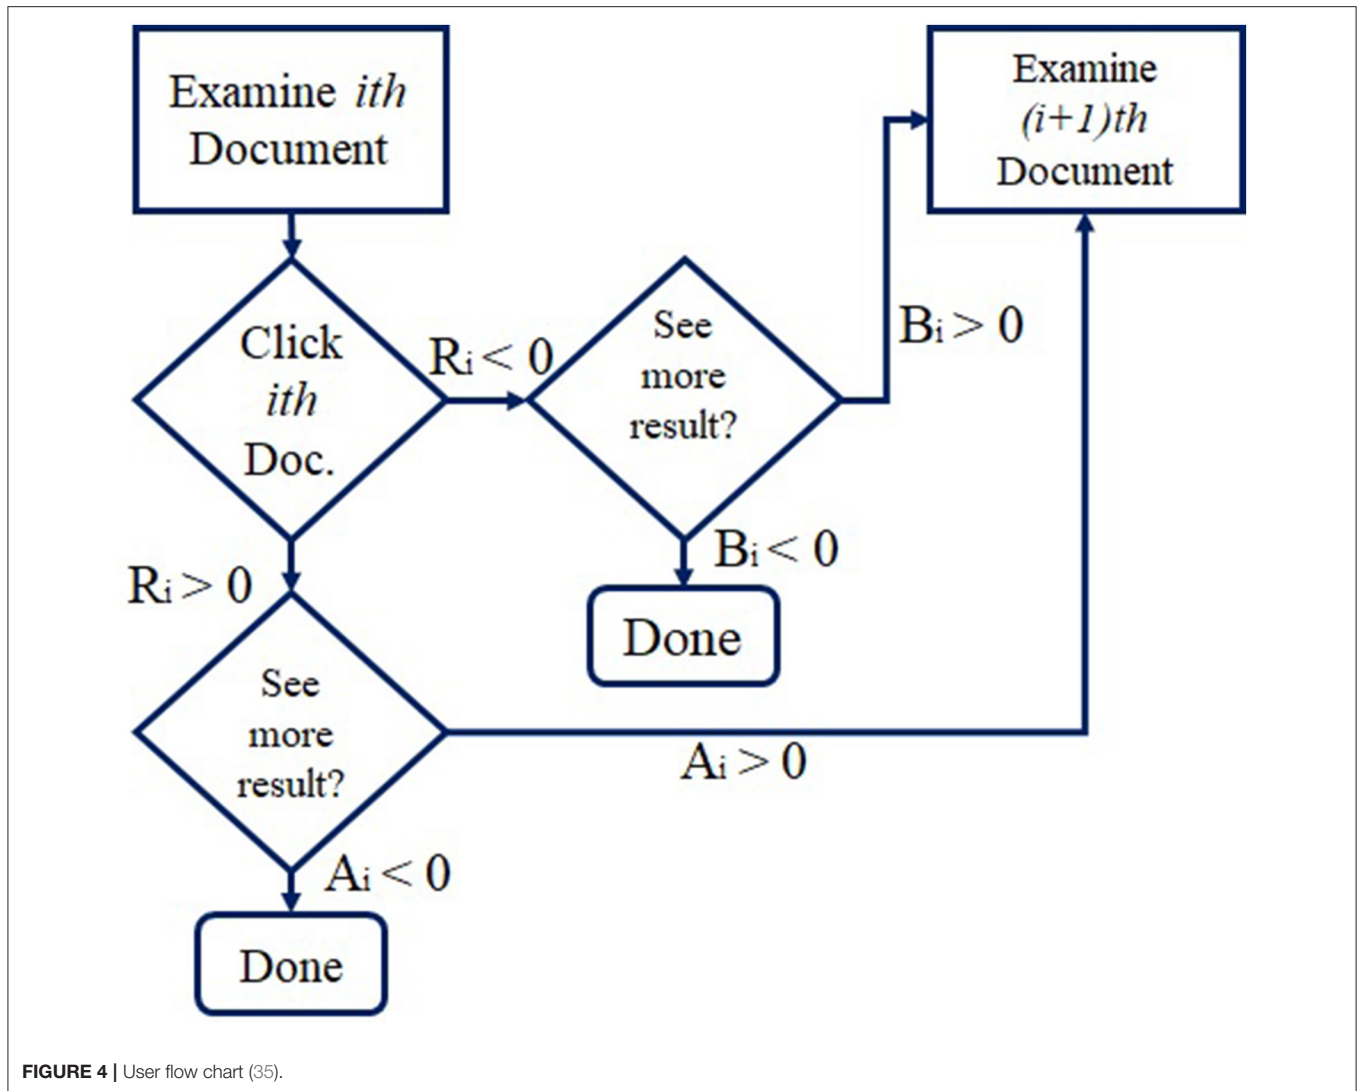 Examine ith
Document
Examine
(i+1)th
Document
Click
ith
Doc.
Ri < 0
See
more
result?
Bi > 0
Bi < 0
Done
Ri > 0
See
more
result?
Ai > 0
Ai < 0
Done
FIGURE 4 | User flow chart (35).